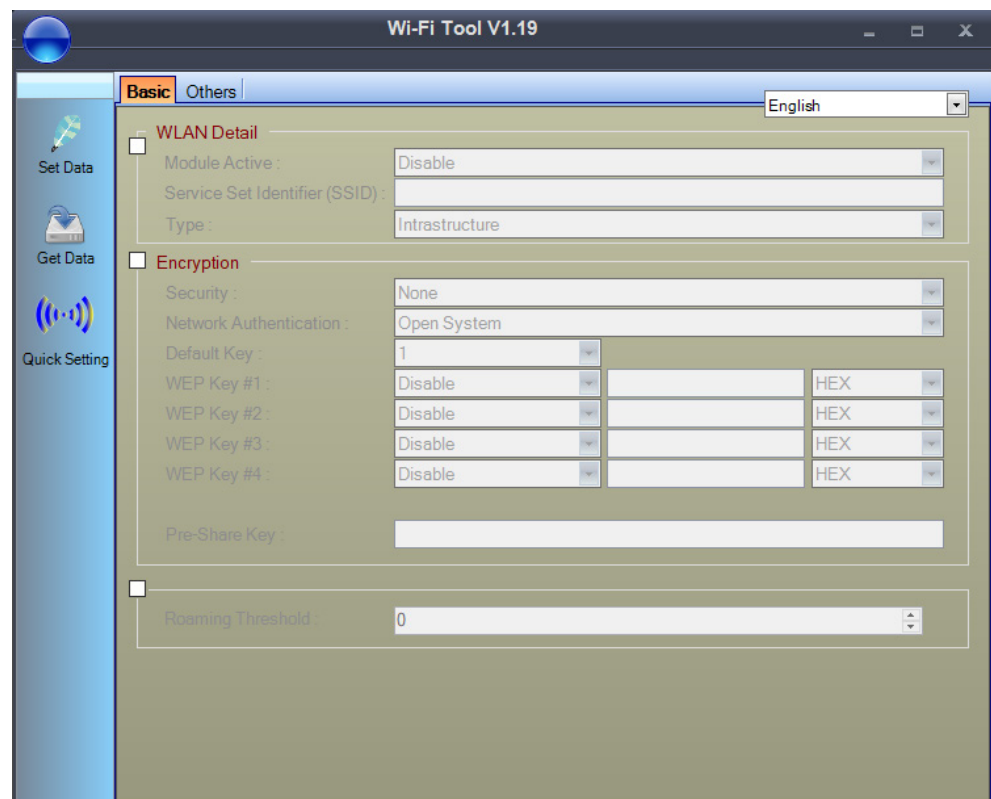 Wi-Fi Tool V1.19
Basic Others
English
WLAN Detail
Set Data
Module Active : Disable
Service Set Identifier (SSID) :
Type : Intrastructure
Get Data
Encryption
Security : None
Network Authentication : Open System
Quick Setting
Default Key : 1
WEP Key #1 : Disable HEX
WEP Key #2 : Disable HEX
WEP Key #3 : Disable HEX
WEP Key #4 : Disable HEX
Pre-Share Key :
Roaming Threshold : 0